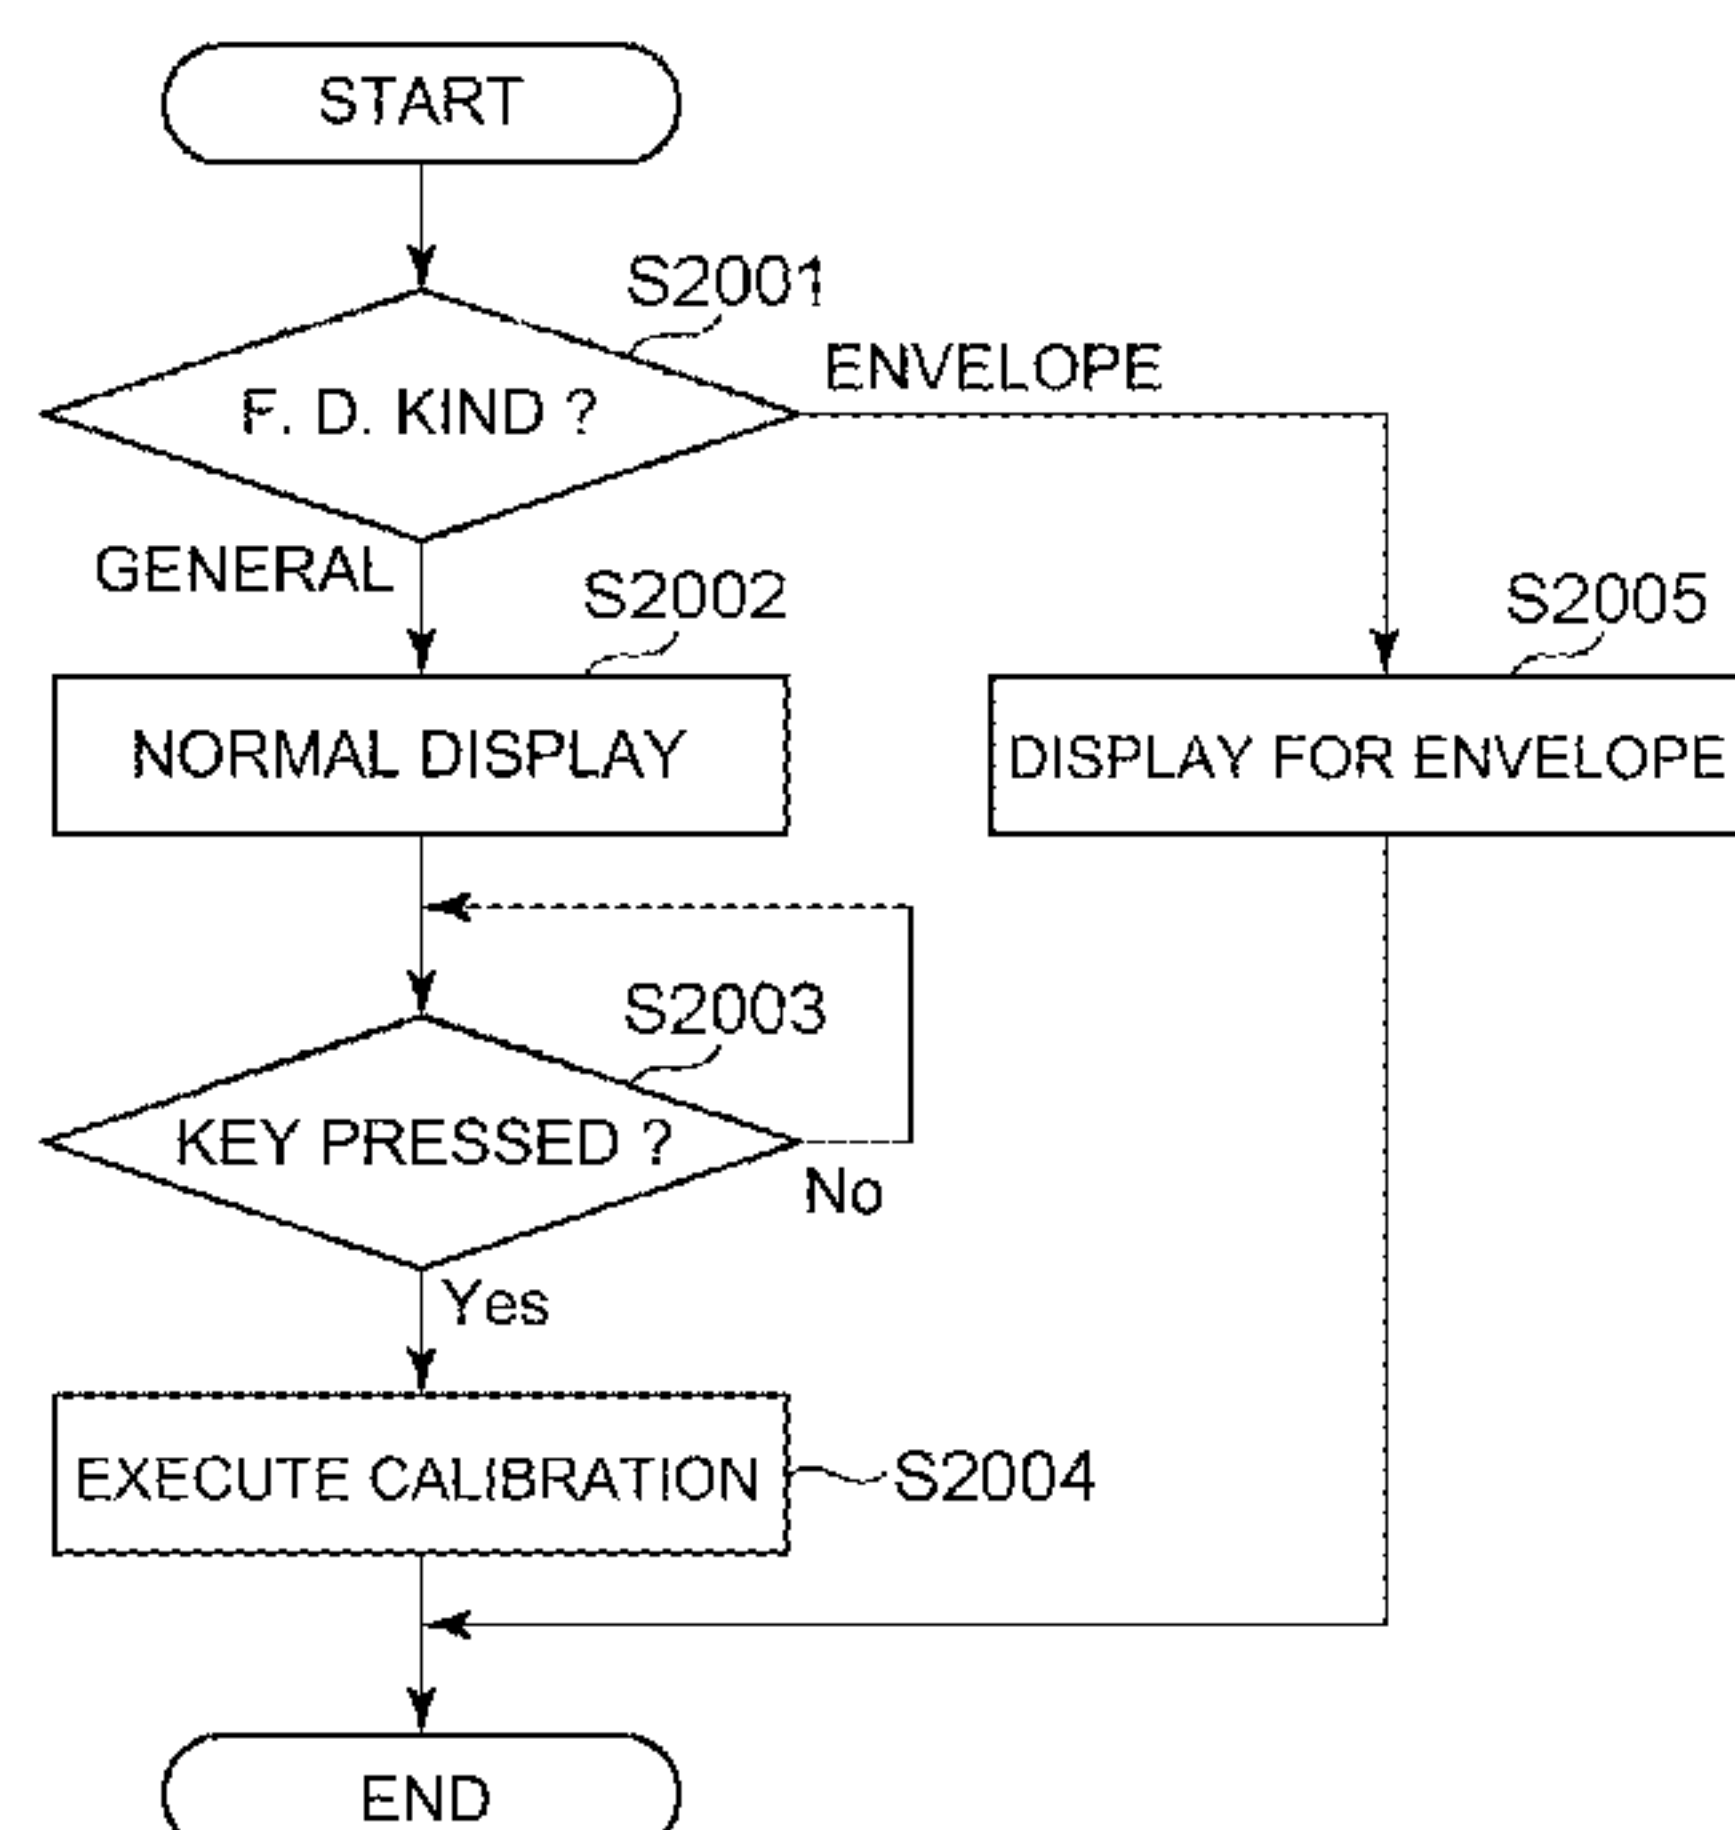 START
S2001
ENVELOPE
F. D. KIND ?
GENERAL
S2002
S2005
NORMAL DISPLAY
DISPLAY FOR ENVELOPE
S2003
KEY PRESSED ?
No
Yes
EXECUTE CALIBRATION
S2004
END